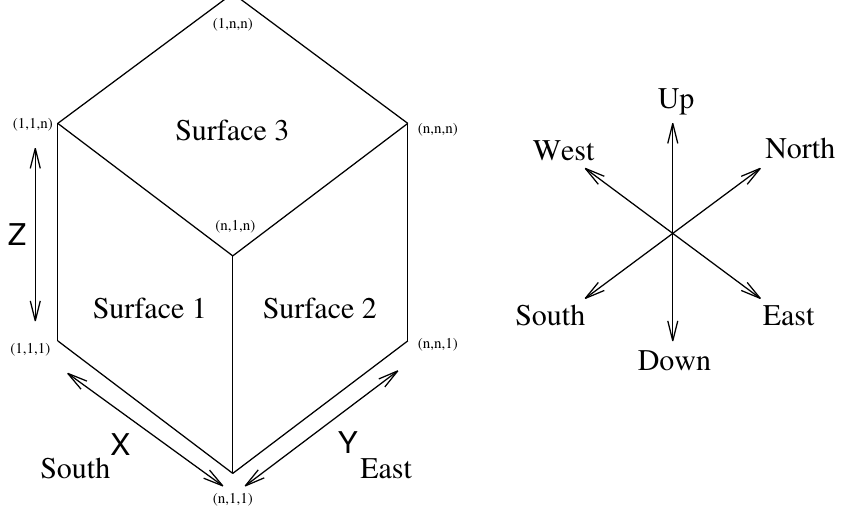 (1,n,n)
(1,1,n)
Surface 3
(n,n,n)
(n,1,n)
Z
Surface 1
Surface 2
(1,1,1)
(n,n,1)
X
Y
South
East
(n,1,1)
Up
West
North
South
East
Down